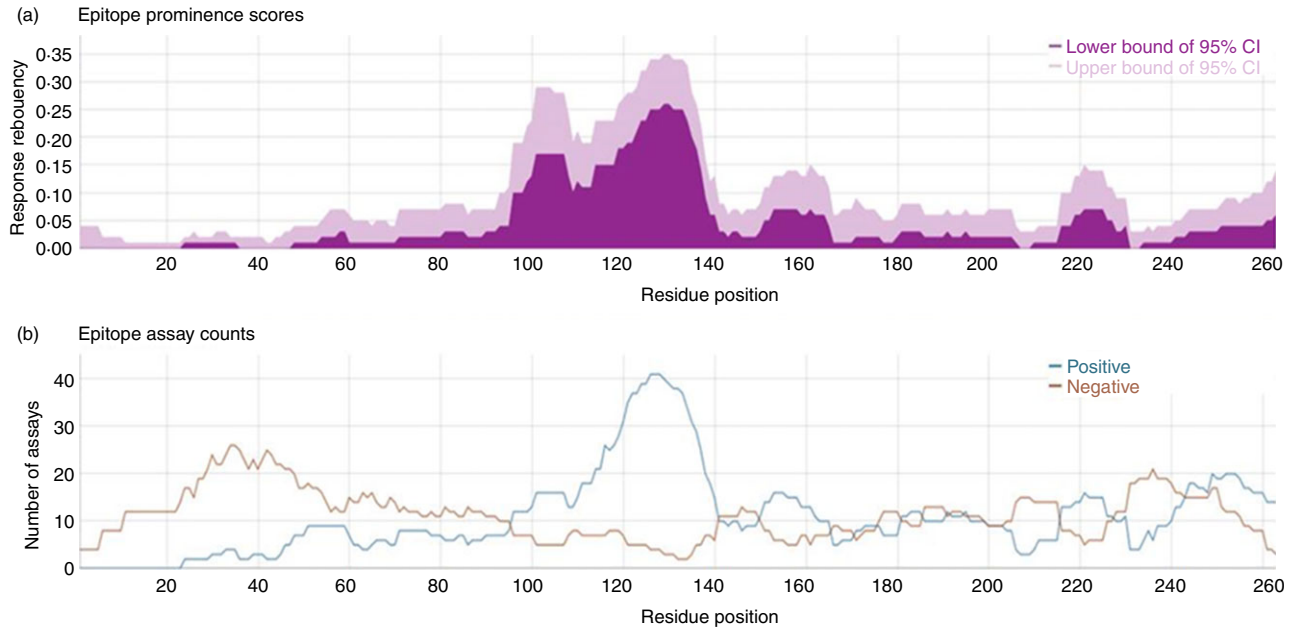 (a) Epitope prominence scores
Lower bound of 95% CI
Upper bound of 95% CI
Response rebouency
0·35
0·30
0·25
0·20
0·15
0·10
0·05
0·00
20 40 60 80 100 120 140 160 180 200 220 240 260
Residue position
(b) Epitope assay counts
Positive
Negative
Number of assays
40
30
20
10
0
20 40 60 80 100 120 140 160 180 200 220 240 260
Residue position